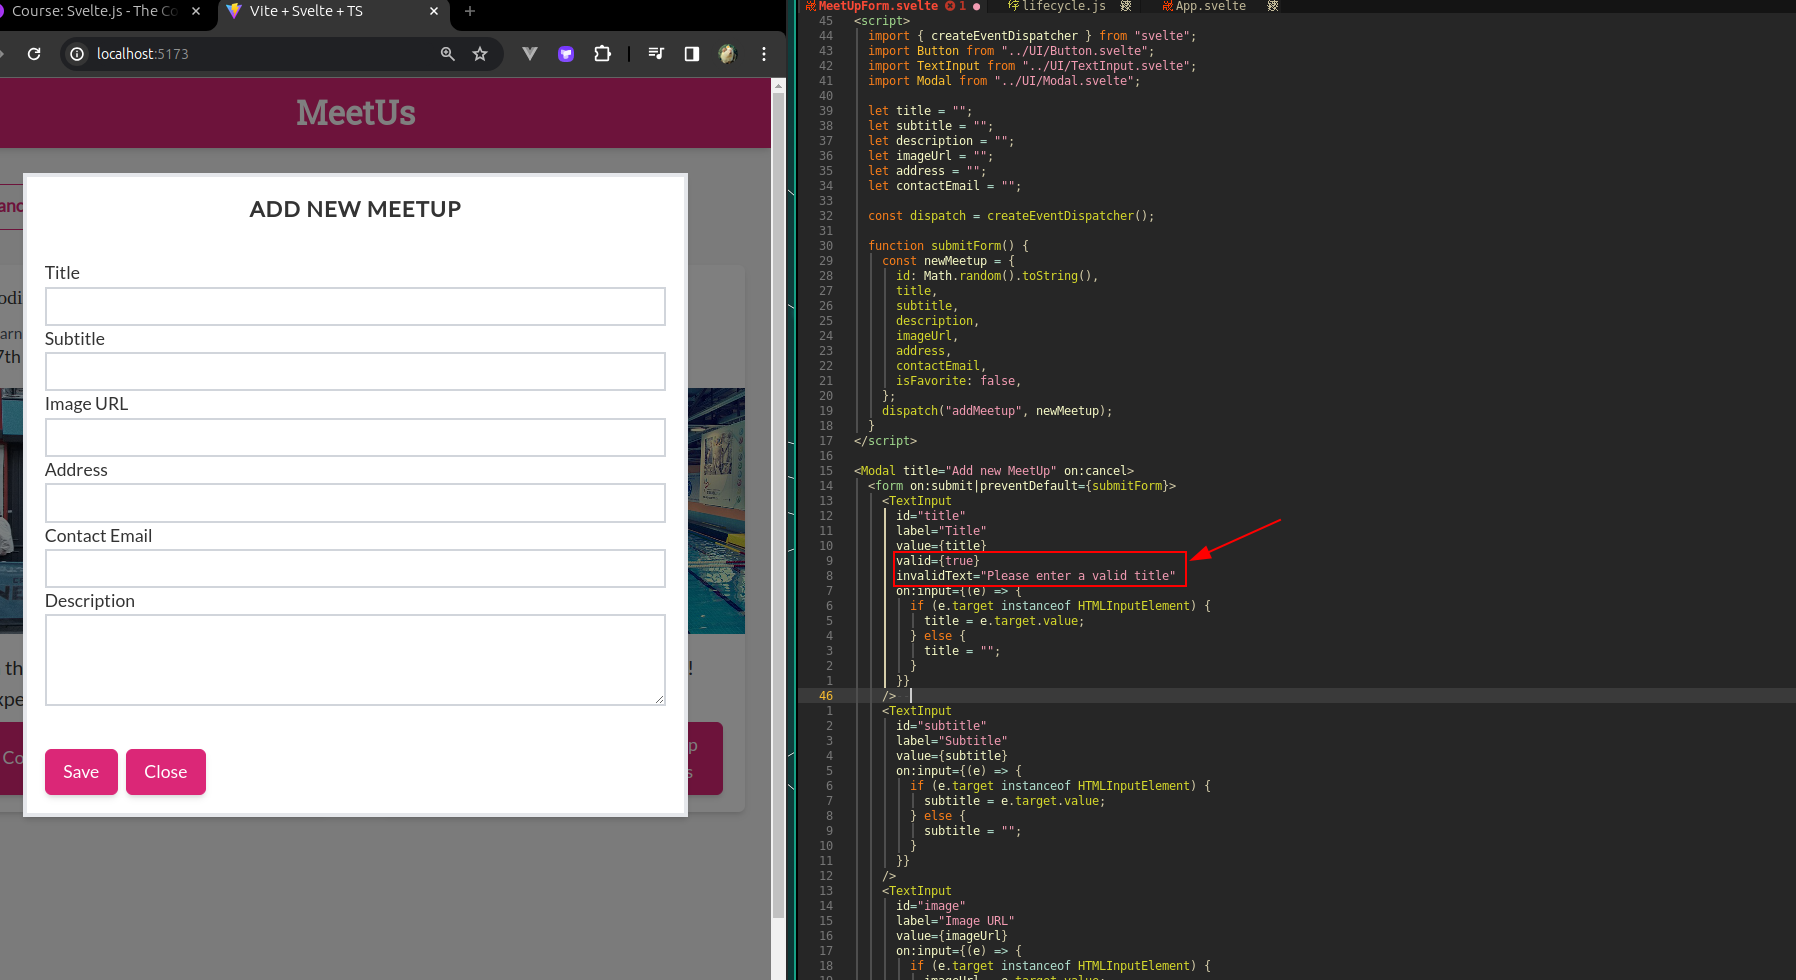 Course: Svelte.js - The Co
Vite + Svelte + TS
localhost:5173
MeetUs
ADD NEW MEETUP
Title
Subtitle
Image URL
Address
Contact Email
Description
Save
Close
MeetUpForm.svelte 1
lifecycle.js
App.svelte
45 <script>
44 import { createEventDispatcher } from "svelte";
43 import Button from "../UI/Button.svelte";
42 import TextInput from "../UI/TextInput.svelte";
41 import Modal from "../UI/Modal.svelte";
40
39 let title = "";
38 let subtitle = "";
37 let description = "";
36 let imageUrl = "";
35 let address = "";
34 let contactEmail = "";
33
32 const dispatch = createEventDispatcher();
31
30 function submitForm() {
29 const newMeetup = {
28 id: Math.random().toString(),
27 title,
26 subtitle,
25 description,
24 imageUrl,
23 address,
22 contactEmail,
21 isFavorite: false,
20 };
19 dispatch("addMeetup", newMeetup);
18 }
17 </script>
16
15 <Modal title="Add new MeetUp" on:cancel>
14 <form on:submit|preventDefault={submitForm}>
13 <TextInput
12 id="title"
11 label="Title"
10 value={title}
9 valid={true}
8 invalidText="Please enter a valid title"
7 on:input={(e) => {
6 if (e.target instanceof HTMLInputElement) {
5 title = e.target.value;
4 } else {
3 title = "";
2 }
1 }}
46 />
1 <TextInput
2 id="subtitle"
3 label="Subtitle"
4 value={subtitle}
5 on:input={(e) => {
6 if (e.target instanceof HTMLInputElement) {
7 subtitle = e.target.value;
8 } else {
9 subtitle = "";
10 }
11 }}
12 />
13 <TextInput
14 id="image"
15 label="Image URL"
16 value={imageUrl}
17 on:input={(e) => {
18 if (e.target instanceof HTMLInputElement) {